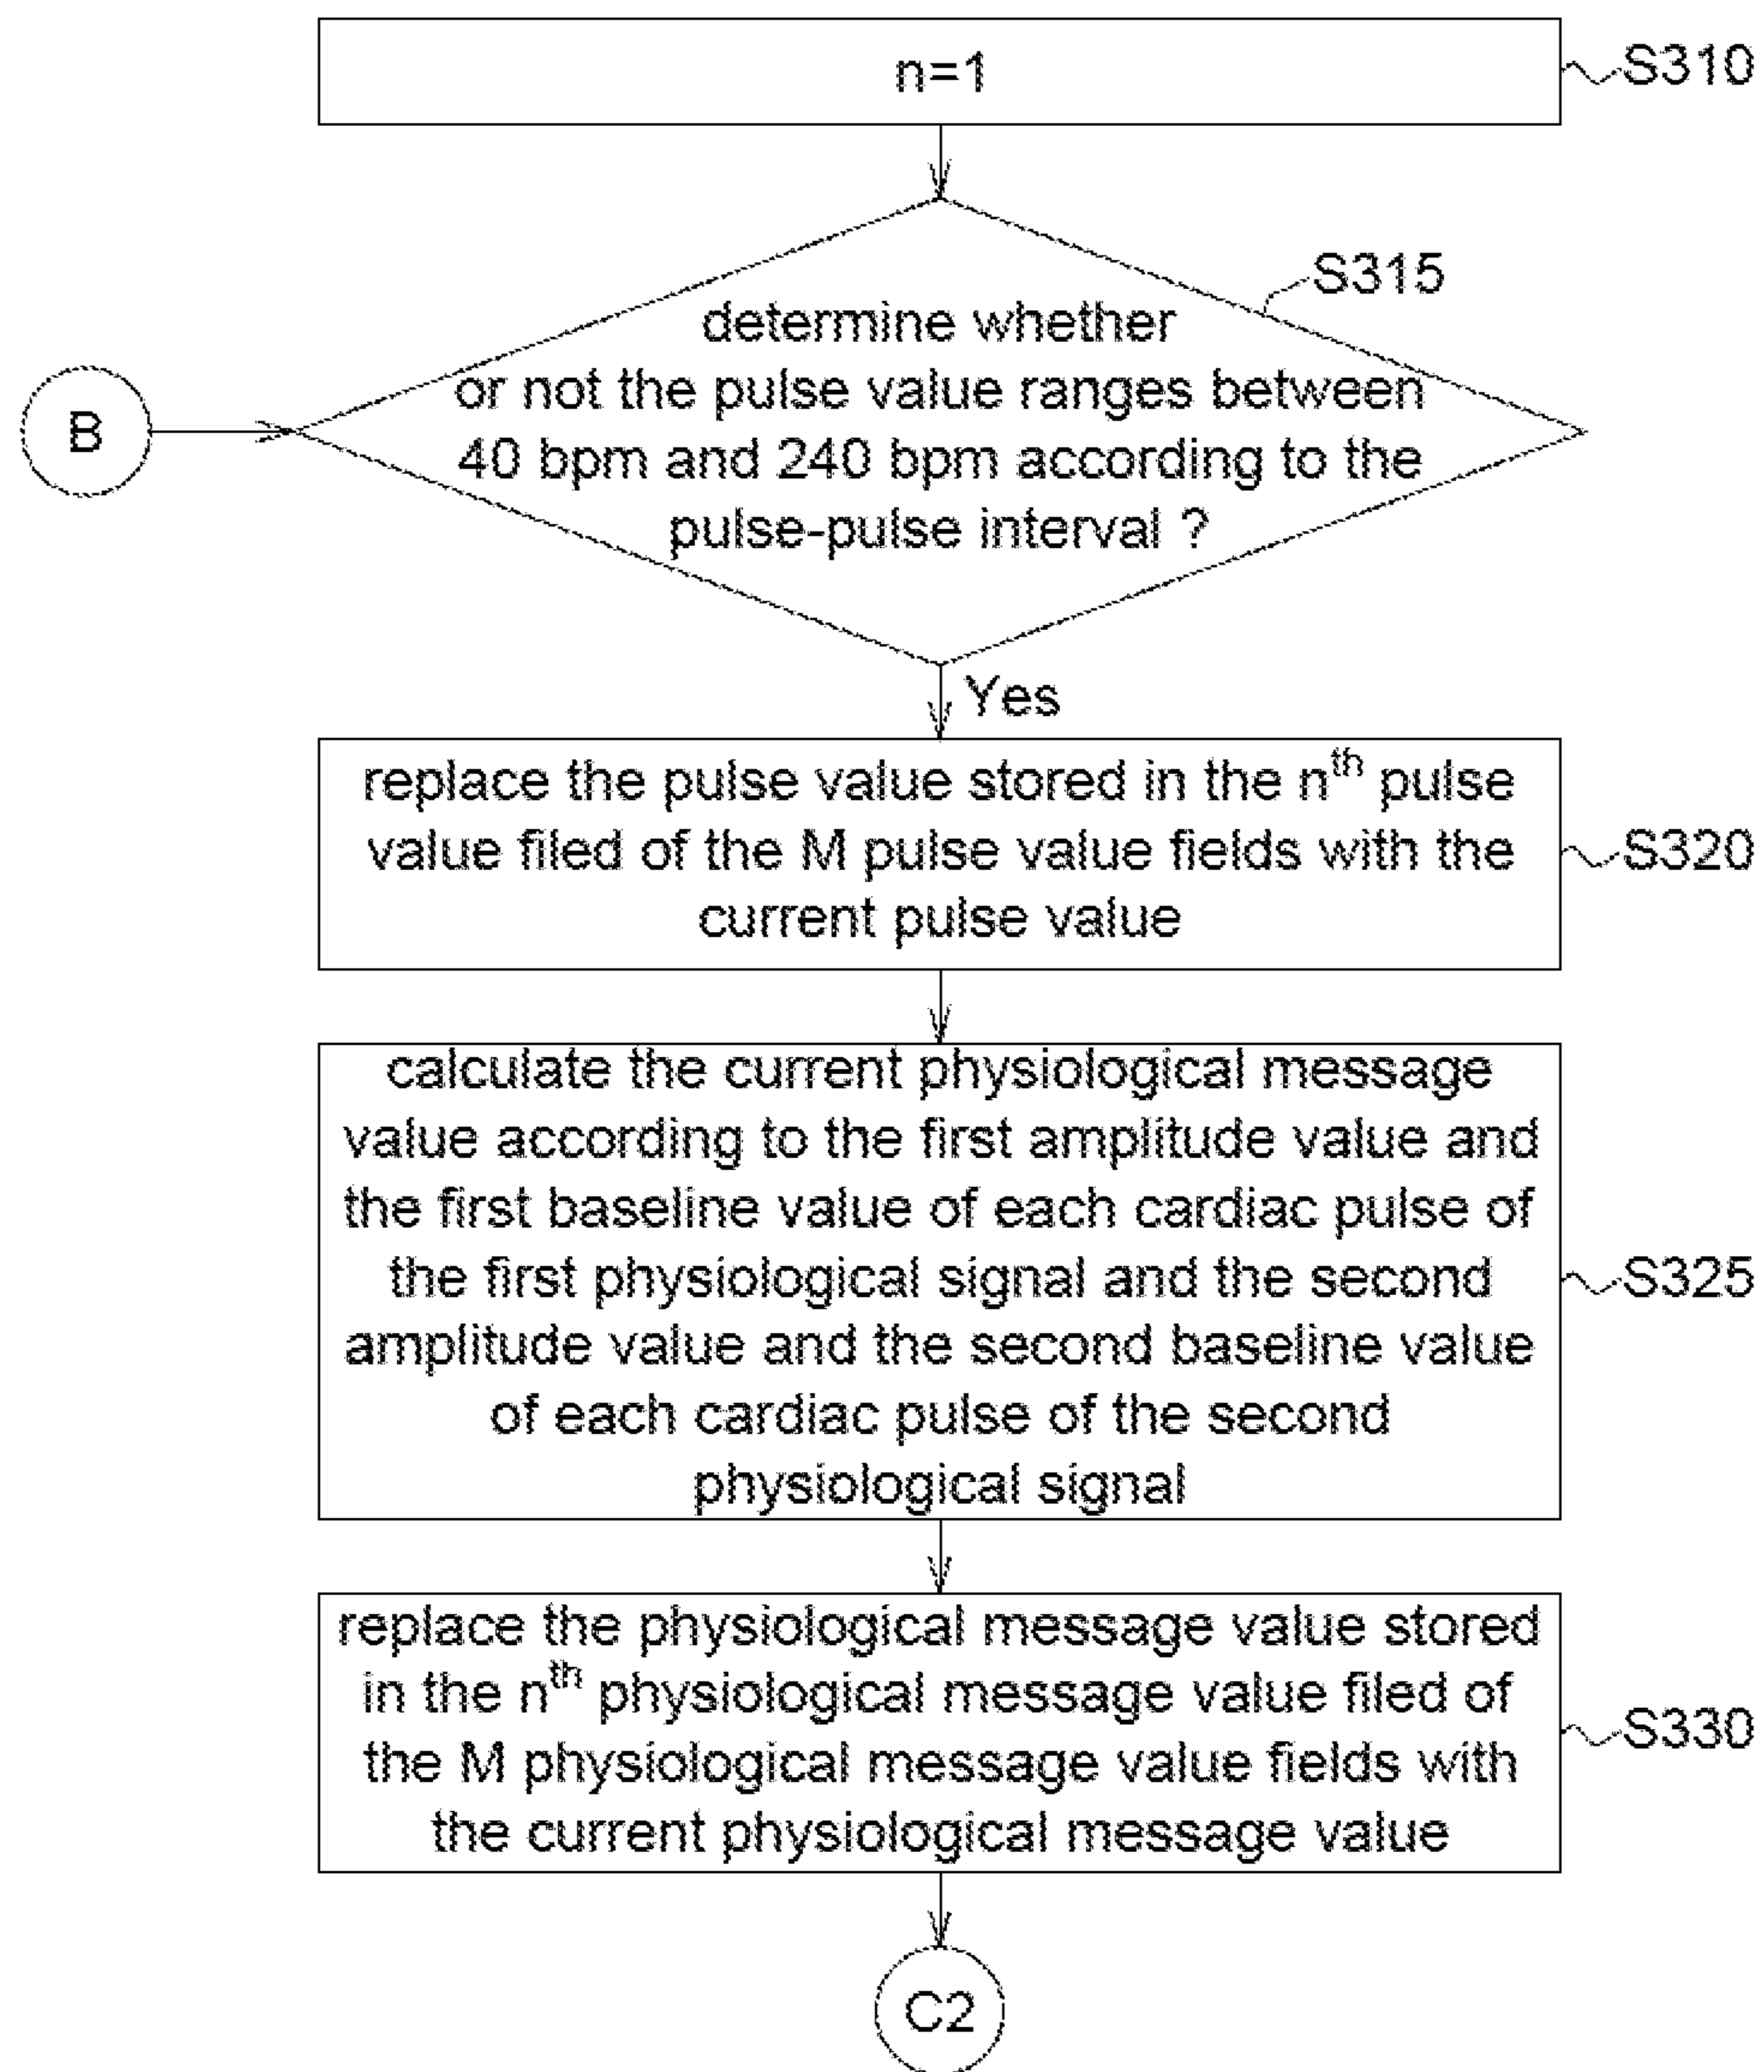 n=1
S310
S315
determine whether
or not the pulse value ranges between
40 bpm and 240 bpm according to the
pulse-pulse interval ?
B
Yes
replace the pulse value stored in the nth pulse
value filed of the M pulse value fields with the
current pulse value
S320
calculate the current physiological message
value according to the first amplitude value and
the first baseline value of each cardiac pulse of
the first physiological signal and the second
amplitude value and the second baseline value
of each cardiac pulse of the second
physiological signal
S325
replace the physiological message value stored
in the nth physiological message value filed of
the M physiological message value fields with
the current physiological message value
S330
C2